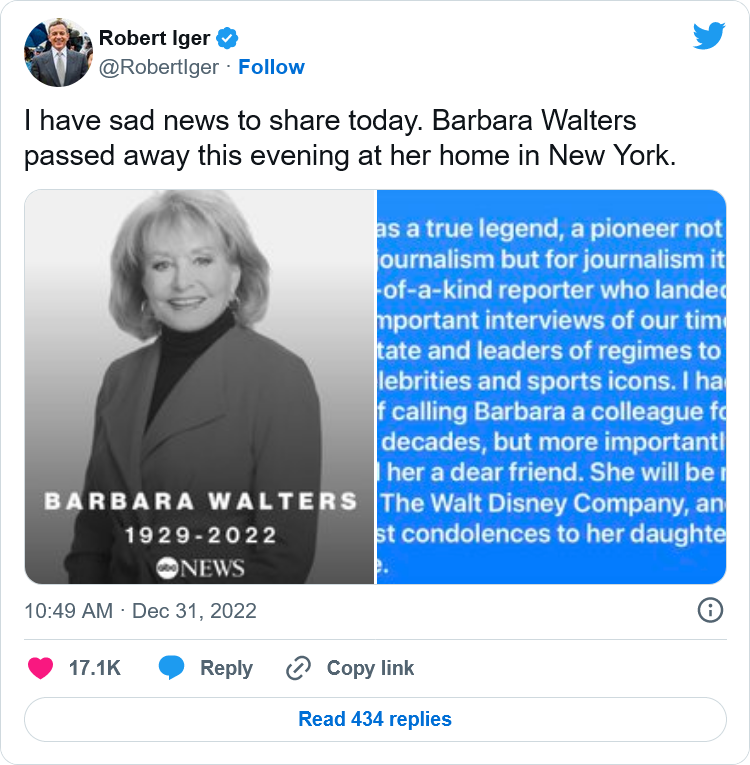 Robert Iger
@RobertIger · Follow
I have sad news to share today. Barbara Walters
passed away this evening at her home in New York.
BARBARA WALTERS
1929-2022
abc NEWS
as a true legend, a pioneer not
ournalism but for journalism it
-of-a-kind reporter who landed
mportant interviews of our tim
tate and leaders of regimes to
lebrities and sports icons. I ha
f calling Barbara a colleague fo
decades, but more importantl
her a dear friend. She will be
The Walt Disney Company, an
st condolences to her daughte
.
10:49 AM · Dec 31, 2022
17.1K Reply Copy link
Read 434 replies